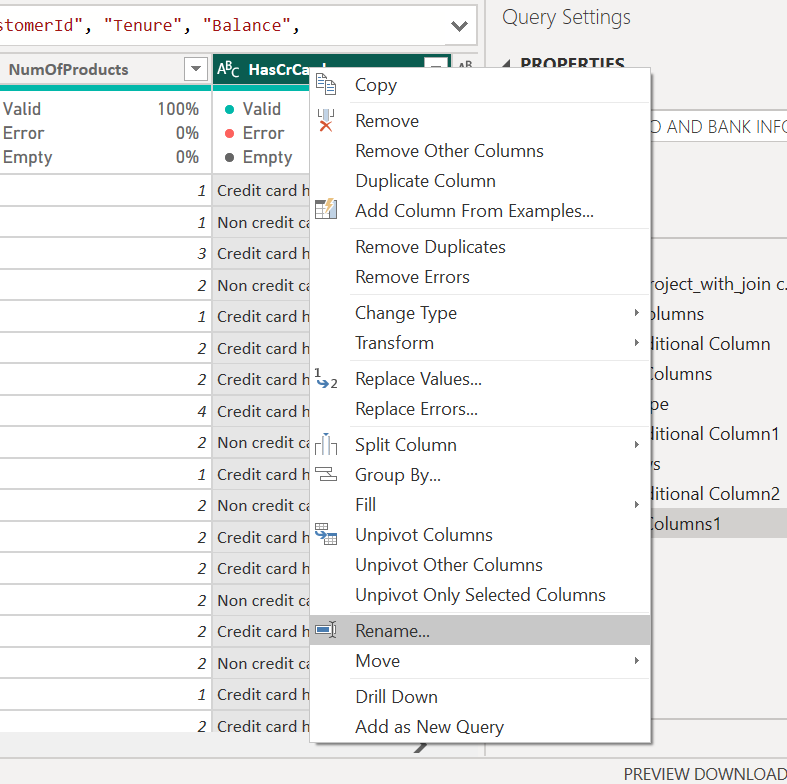 stomerId", "Tenure", "Balance",
Query Settings
PROPERTIES
NumOfProducts
ABC HasCrCard
AB
Valid 100%
Error 0%
Empty 0%
Valid
Error
Empty
O AND BANK INFO
1 Credit card h
1 Non credit ca
3 Credit card h
2 Non credit ca
1 Credit card h
2 Credit card h
2 Credit card h
4 Credit card h
2 Non credit ca
1 Credit card h
2 Non credit ca
2 Credit card h
2 Credit card h
2 Non credit ca
2 Credit card h
2 Non credit ca
1 Credit card h
2 Credit card h
Copy
Remove
Remove Other Columns
Duplicate Column
Add Column From Examples...
Remove Duplicates
Remove Errors
Change Type
Transform
1
2
Replace Values...
Replace Errors...
Split Column
Group By...
Fill
Unpivot Columns
Unpivot Other Columns
Unpivot Only Selected Columns
Rename...
Move
Drill Down
Add as New Query
roject_with_join c.
olumns
ditional Column
Columns
pe
ditional Column1
s
ditional Column2
Columns1
PREVIEW DOWNLOAD